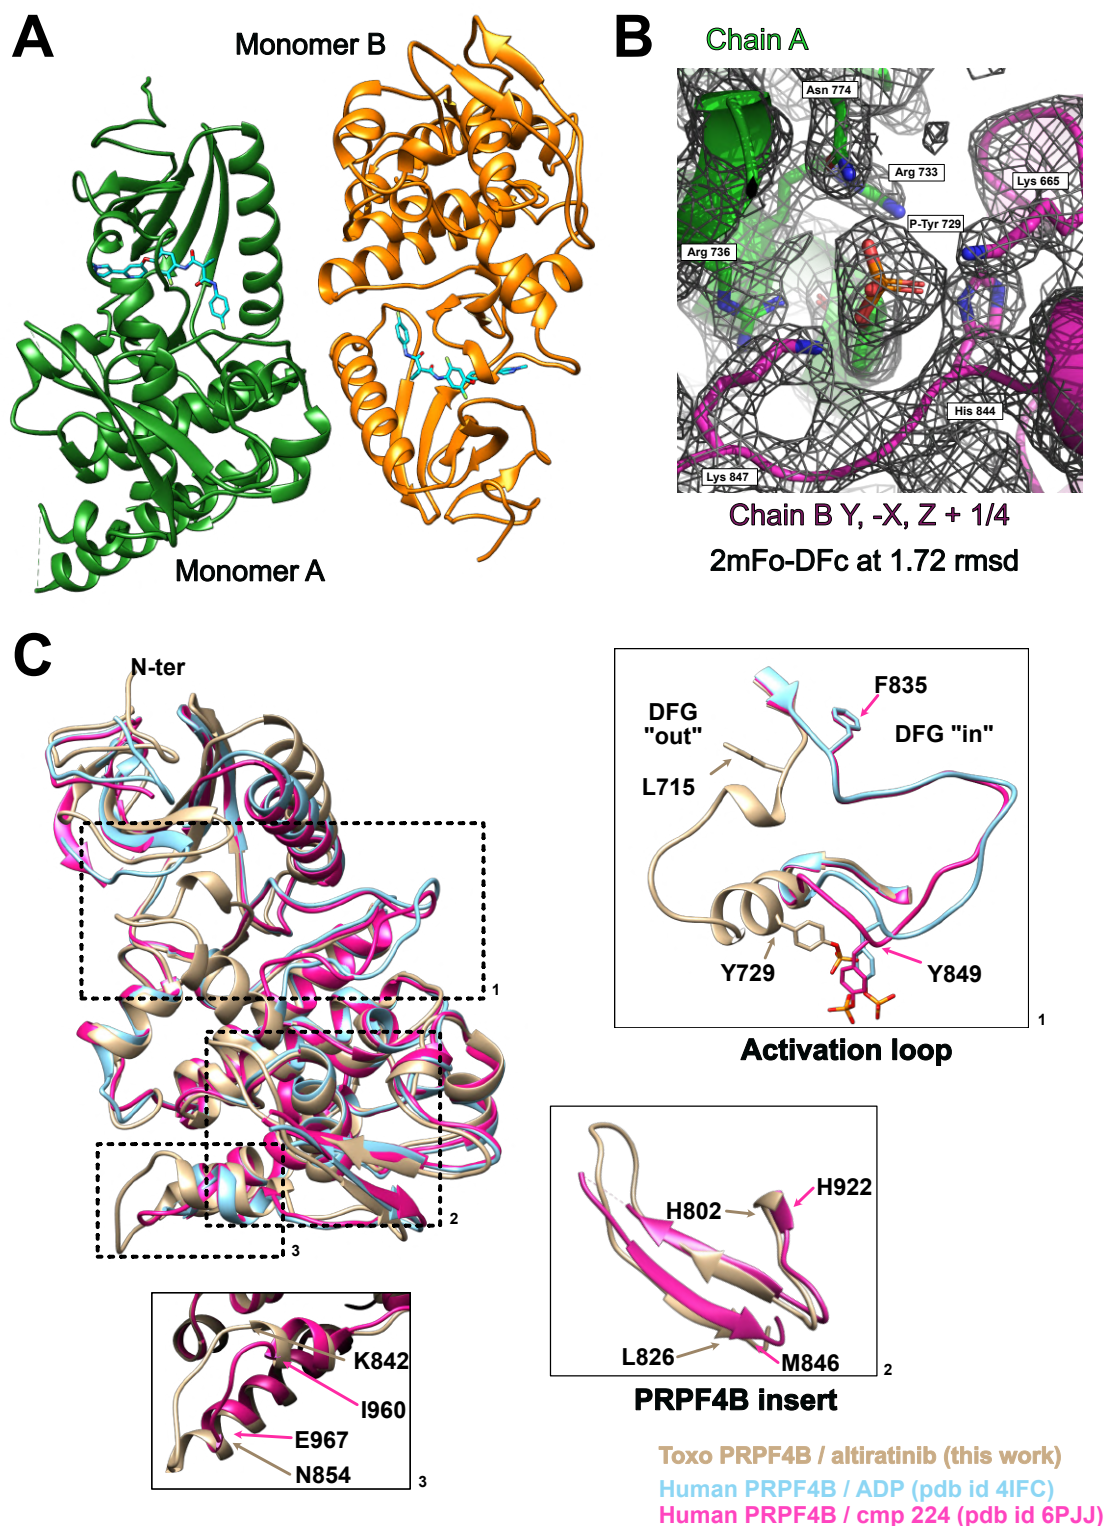 A
Monomer B
Monomer A
B
Chain A
Asn 774
Arg 733
Lys 665
P-Tyr 729
Arg 736
His 844
Lys 847
Chain B Y, -X, Z + 1/4
2mFo-DFc at 1.72 rmsd
C
N-ter
1
2
3
F835
DFG
"out"
DFG "in"
L715
Y729
Y849
1
Activation loop
H922
H802
L826
M846
2
PRPF4B insert
K842
I960
E967
N854
3
Toxo PRPF4B / altiratinib (this work)
Human PRPF4B / ADP (pdb id 4IFC)
Human PRPF4B / cmp 224 (pdb id 6PJJ)